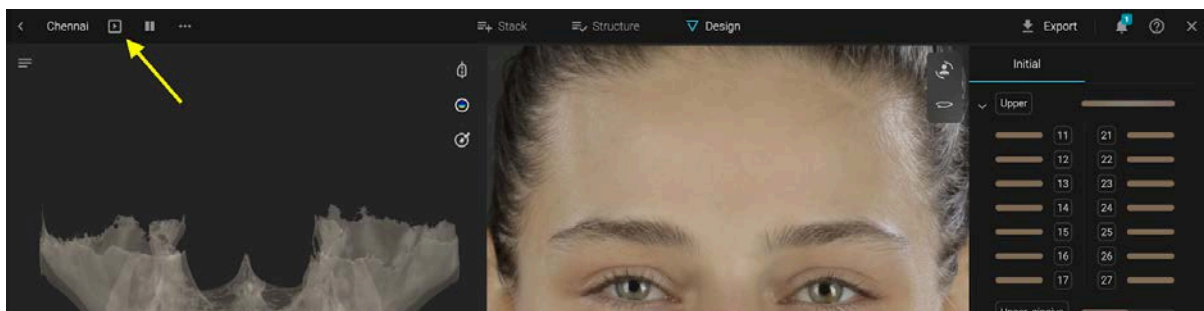 Chennai
Stack
Structure
Design
Export
1
Initial
Upper
11 21
12 22
13 23
14 24
15 25
16 26
17 27